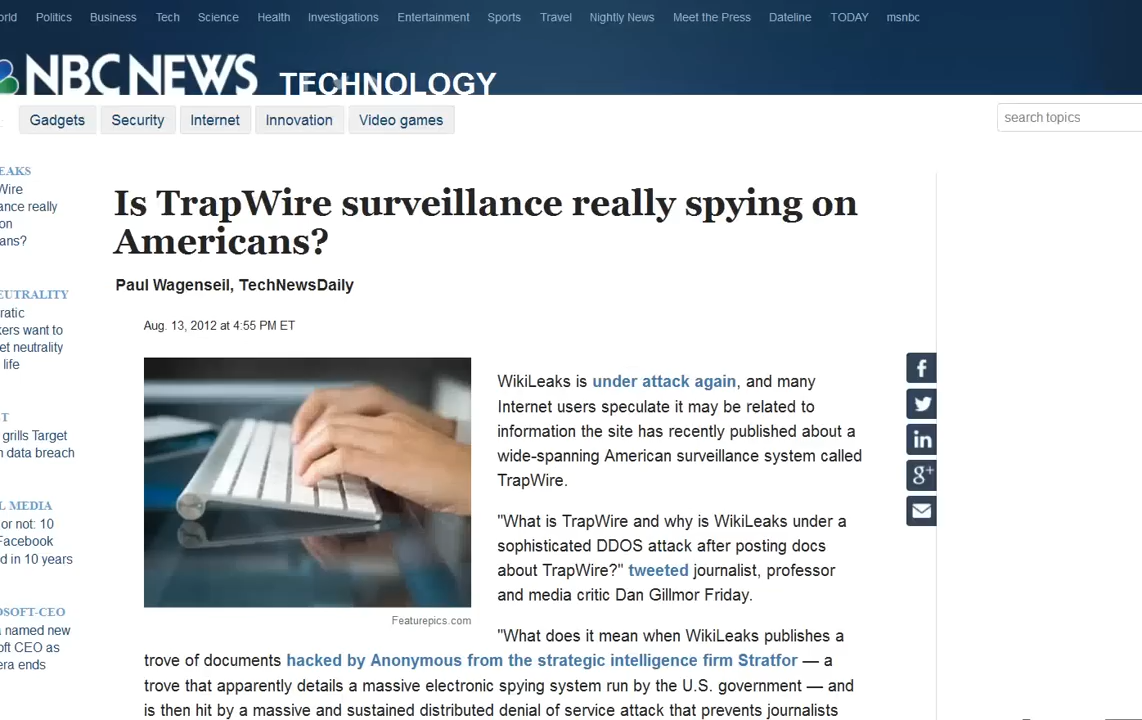 orld Politics Business Tech Science Health Investigations Entertainment Sports Travel Nightly News Meet the Press Dateline TODAY msnbc
NBC NEWS TECHNOLOGY
Gadgets Security Internet Innovation Video games
search topics
EAKS
Wire
ance really
on
ans?
EUTRALITY
ratic
kers want to
et neutrality
life
T
grills Target
n data breach
L MEDIA
or not: 10
Facebook
d in 10 years
OSOFT-CEO
a named new
oft CEO as
era ends
Is TrapWire surveillance really spying on
Americans?
Paul Wagenseil, TechNewsDaily
Aug. 13, 2012 at 4:55 PM ET
Featurepics.com
WikiLeaks is under attack again, and many
Internet users speculate it may be related to
information the site has recently published about a
wide-spanning American surveillance system called
TrapWire.
"What is TrapWire and why is WikiLeaks under a
sophisticated DDOS attack after posting docs
about TrapWire?" tweeted journalist, professor
and media critic Dan Gillmor Friday.
"What does it mean when WikiLeaks publishes a
trove of documents hacked by Anonymous from the strategic intelligence firm Stratfor — a
trove that apparently details a massive electronic spying system run by the U.S. government — and
is then hit by a massive and sustained distributed denial of service attack that prevents journalists